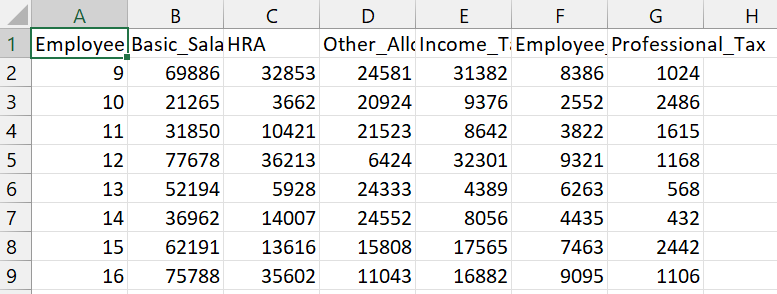 A B C D E F G H
1 Employee Basic_Sala HRA Other_Allo Income_Ta Employee_ Professional_Tax
2 9 69886 32853 24581 31382 8386 1024
3 10 21265 3662 20924 9376 2552 2486
4 11 31850 10421 21523 8642 3822 1615
5 12 77678 36213 6424 32301 9321 1168
6 13 52194 5928 24333 4389 6263 568
7 14 36962 14007 24552 8056 4435 432
8 15 62191 13616 15808 17565 7463 2442
9 16 75788 35602 11043 16882 9095 1106